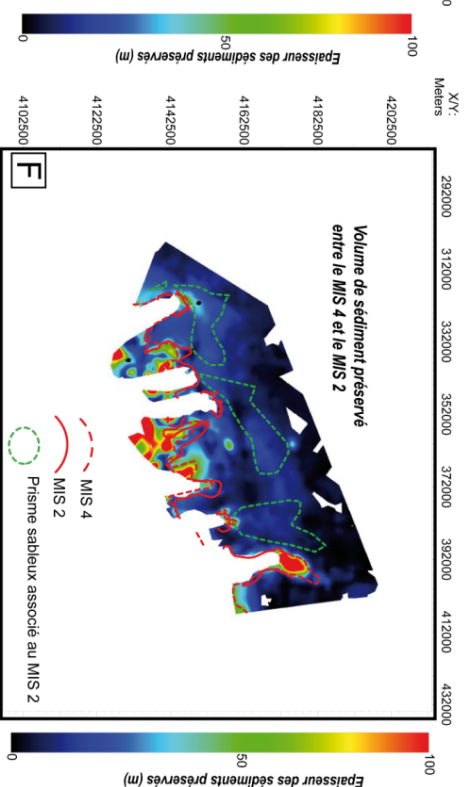 0
0
50
100
Epaisseur des sédiments préservés (m)
X/Y:
Meters
4102500
4122500
4142500
4162500
4182500
4202500
292000
312000
332000
352000
372000
392000
412000
432000
F
Volume de sédiment préservé
entre le MIS 4 et le MIS 2
MIS 4
MIS 2
Prisme sableux associé au MIS 2
0
50
100
Epaisseur des sédiments préservés (m)